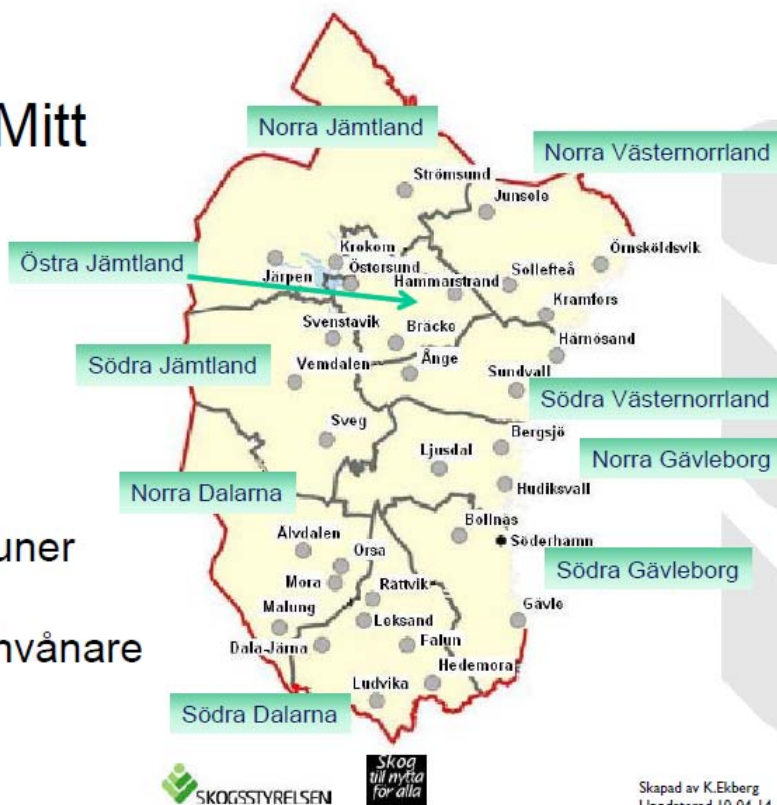 Mitt
Norra Jämtland
Norra Västernorrland
Strömsund
Junsele
Örnsköldsvik
Krokom
Östra Jämtland
Järpen
Östersund
Hammarstrand
Sollefteå
Kramfors
Svenstavik
Bräcke
Härnösand
Södra Jämtland
Vemdalen
Ånge
Sundvall
Södra Västernorrland
Sveg
Bergsjö
Ljusdal
Norra Gävleborg
Hudiksvall
Norra Dalarna
Bollnäs
Älvdalen
Orsa
Söderhamn
uner
Södra Gävleborg
Mora
Rättvik
Malung
Leksand
Gävle
Dala-Järna
Falun
nvånare
Hedemora
Ludvika
Södra Dalarna
SKOGSSTYRELSEN
Skog
till nytta
för alla
Skapad av K.Ekberg